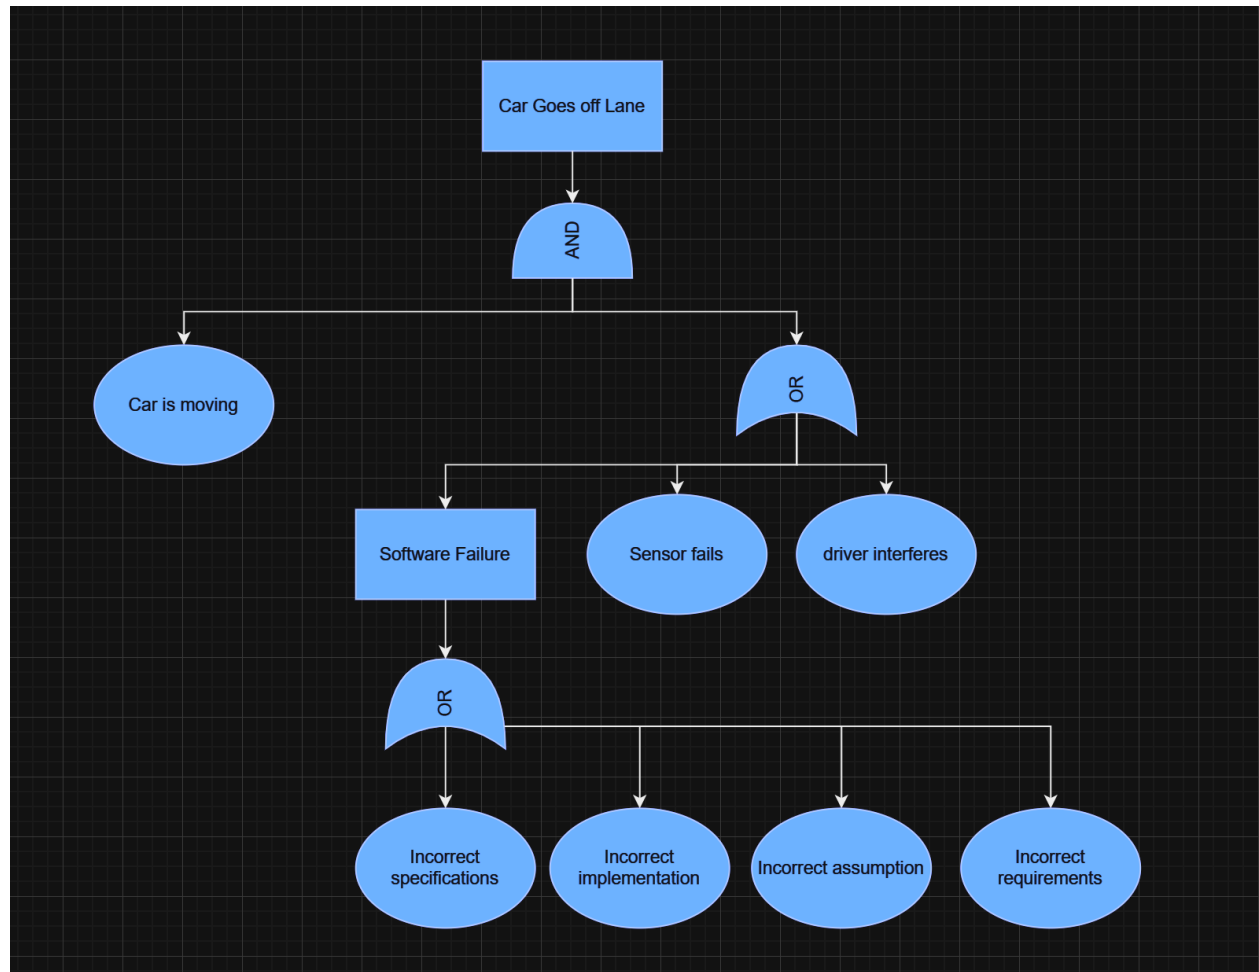 Car Goes off Lane
AND
Car is moving
OR
Software Failure
Sensor fails
driver interferes
OR
Incorrect
specifications
Incorrect
implementation
Incorrect assumption
Incorrect
requirements